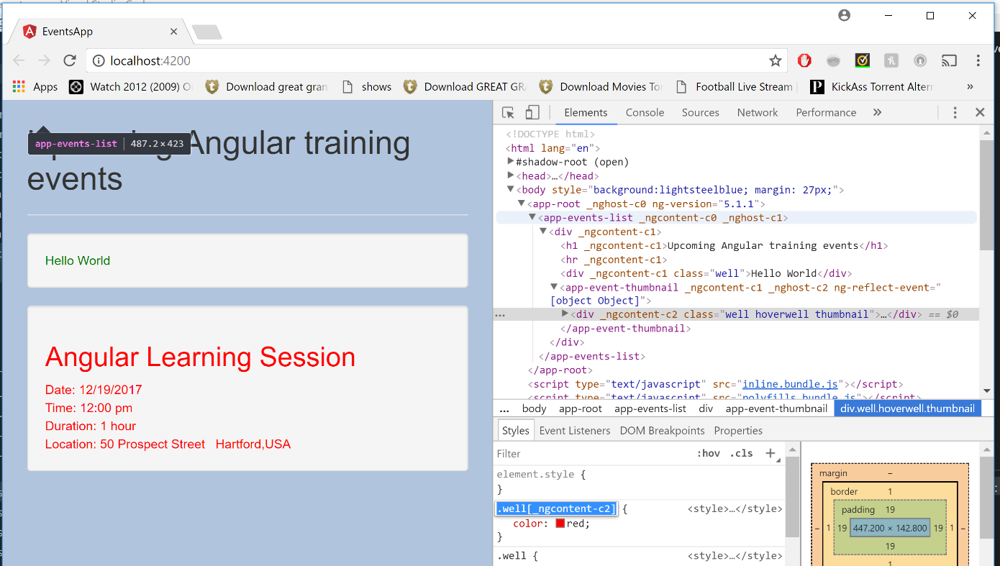 EventsApp
localhost:4200
Apps Watch 2012 (2009) Download great gran shows Download GREAT GR Download Movies To Football Live Stream KickAss Torrent Altern »
Upcoming Angular training
events
app-events-list 487.2 × 423
Hello World
Angular Learning Session
Date: 12/19/2017
Time: 12:00 pm
Duration: 1 hour
Location: 50 Prospect Street Hartford,USA
Elements Console Sources Network Performance »
<!DOCTYPE html>
<html lang="en">
#shadow-root (open)
<head>…</head>
<body style="background:lightsteelblue; margin: 27px;">
<app-root _nghost-c0 ng-version="5.1.1">
<app-events-list _ngcontent-c0 _nghost-c1>
<div _ngcontent-c1>
<h1 _ngcontent-c1>Upcoming Angular training events</h1>
<hr _ngcontent-c1>
<div _ngcontent-c1 class="well">Hello World</div>
<app-event-thumbnail _ngcontent-c1 _nghost-c2 ng-reflect-event="
[object Object]">
… <div _ngcontent-c2 class="well hoverwell thumbnail">…</div> == $0
</app-event-thumbnail>
</div>
</app-events-list>
</app-root>
<script type="text/javascript" src="inline.bundle.js"></script>
<script type="text/javascript" src="polyfills.bundle.js"></script>
… body app-root app-events-list div app-event-thumbnail div.well.hoverwell.thumbnail
Styles Event Listeners DOM Breakpoints Properties
Filter :hov .cls +
element.style {
}
.well[_ngcontent-c2] { <style>…</style>
color: red;
}
.well { <style>…</style>
margin –
border 1
padding 19
– 1 19 447.200 × 142.800 19 1 –
19
1